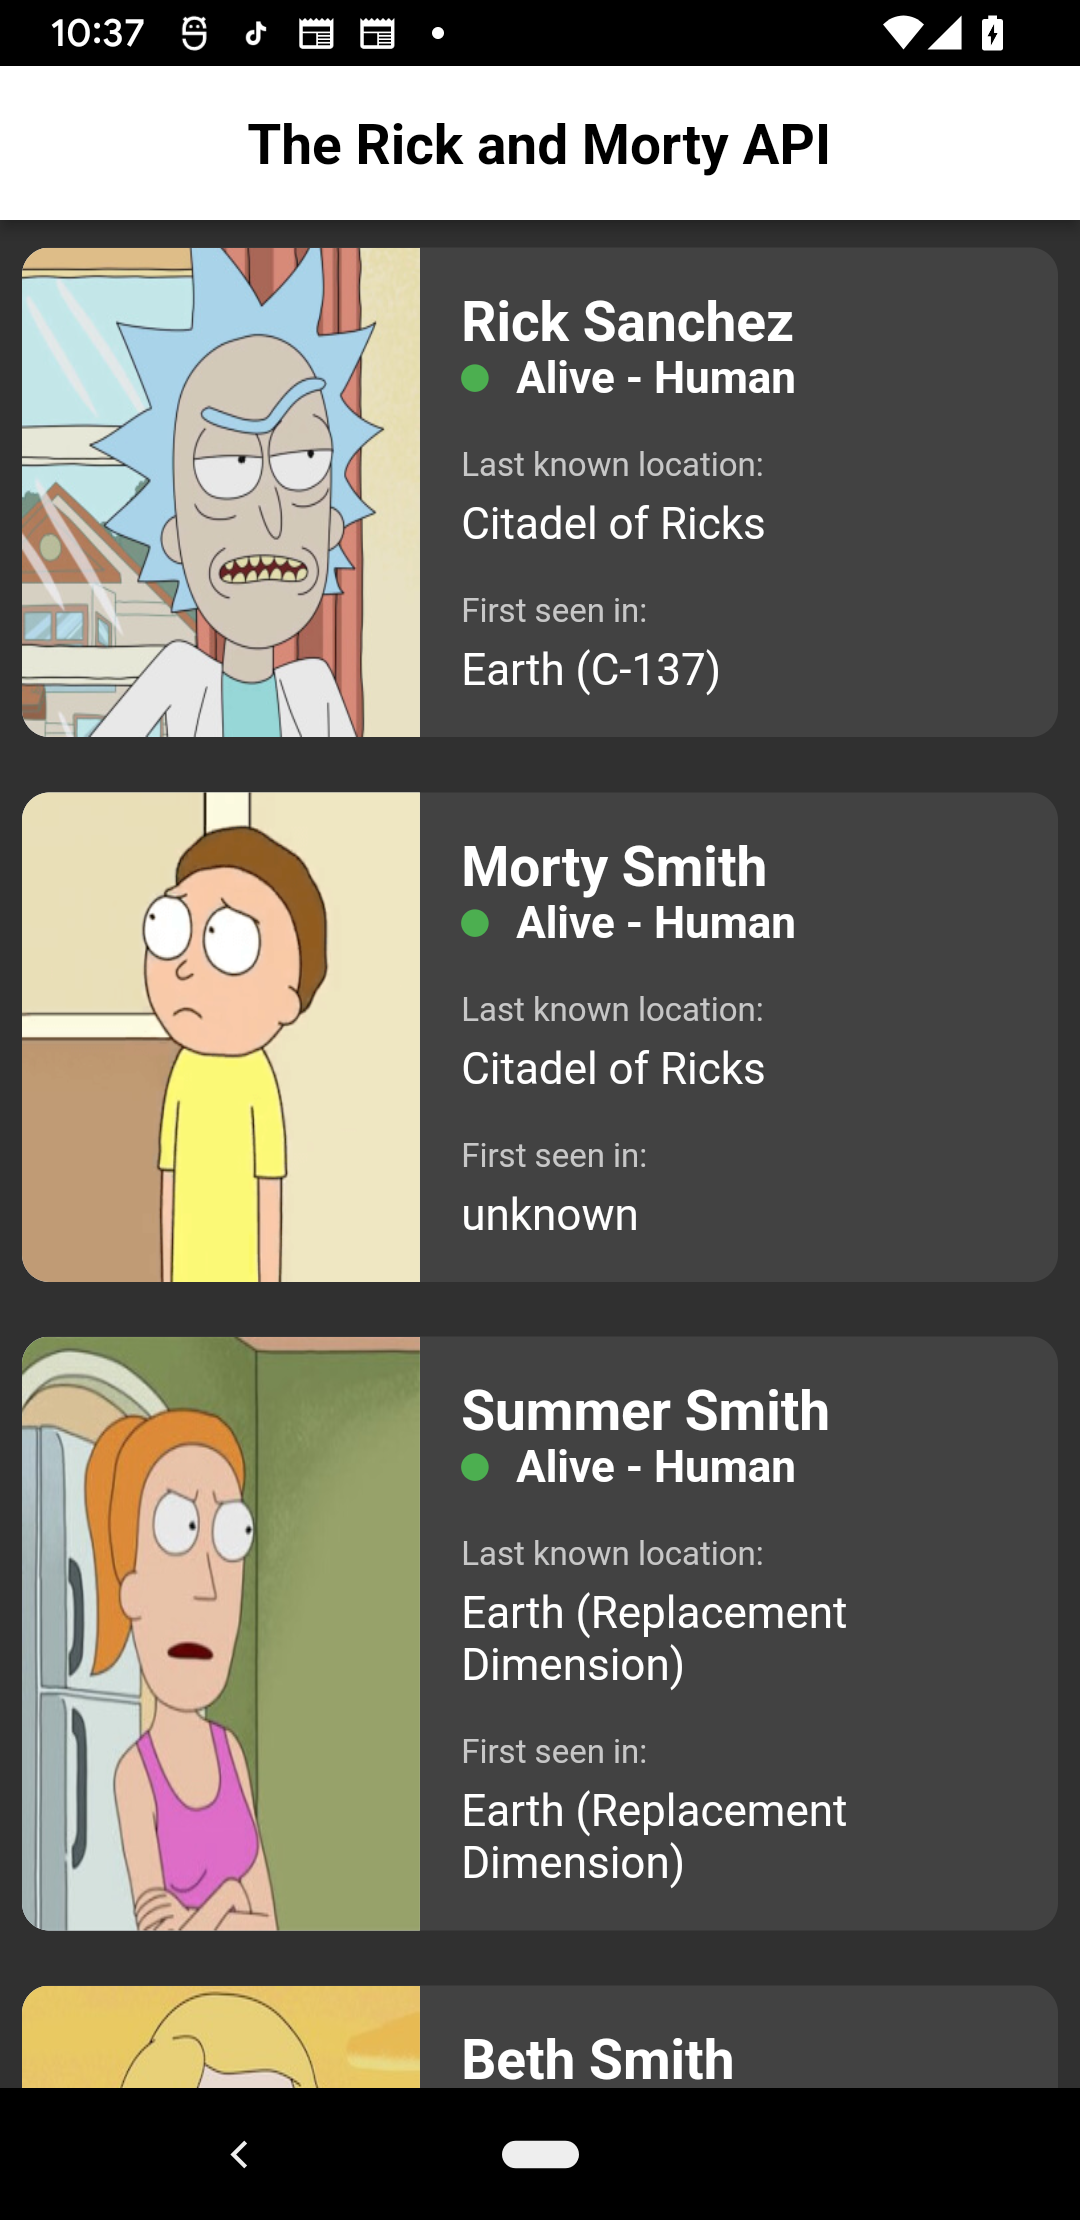 10:37
The Rick and Morty API
Rick Sanchez
Alive - Human
Last known location:
Citadel of Ricks
First seen in:
Earth (C-137)
Morty Smith
Alive - Human
Last known location:
Citadel of Ricks
First seen in:
unknown
Summer Smith
Alive - Human
Last known location:
Earth (Replacement
Dimension)
First seen in:
Earth (Replacement
Dimension)
Beth Smith